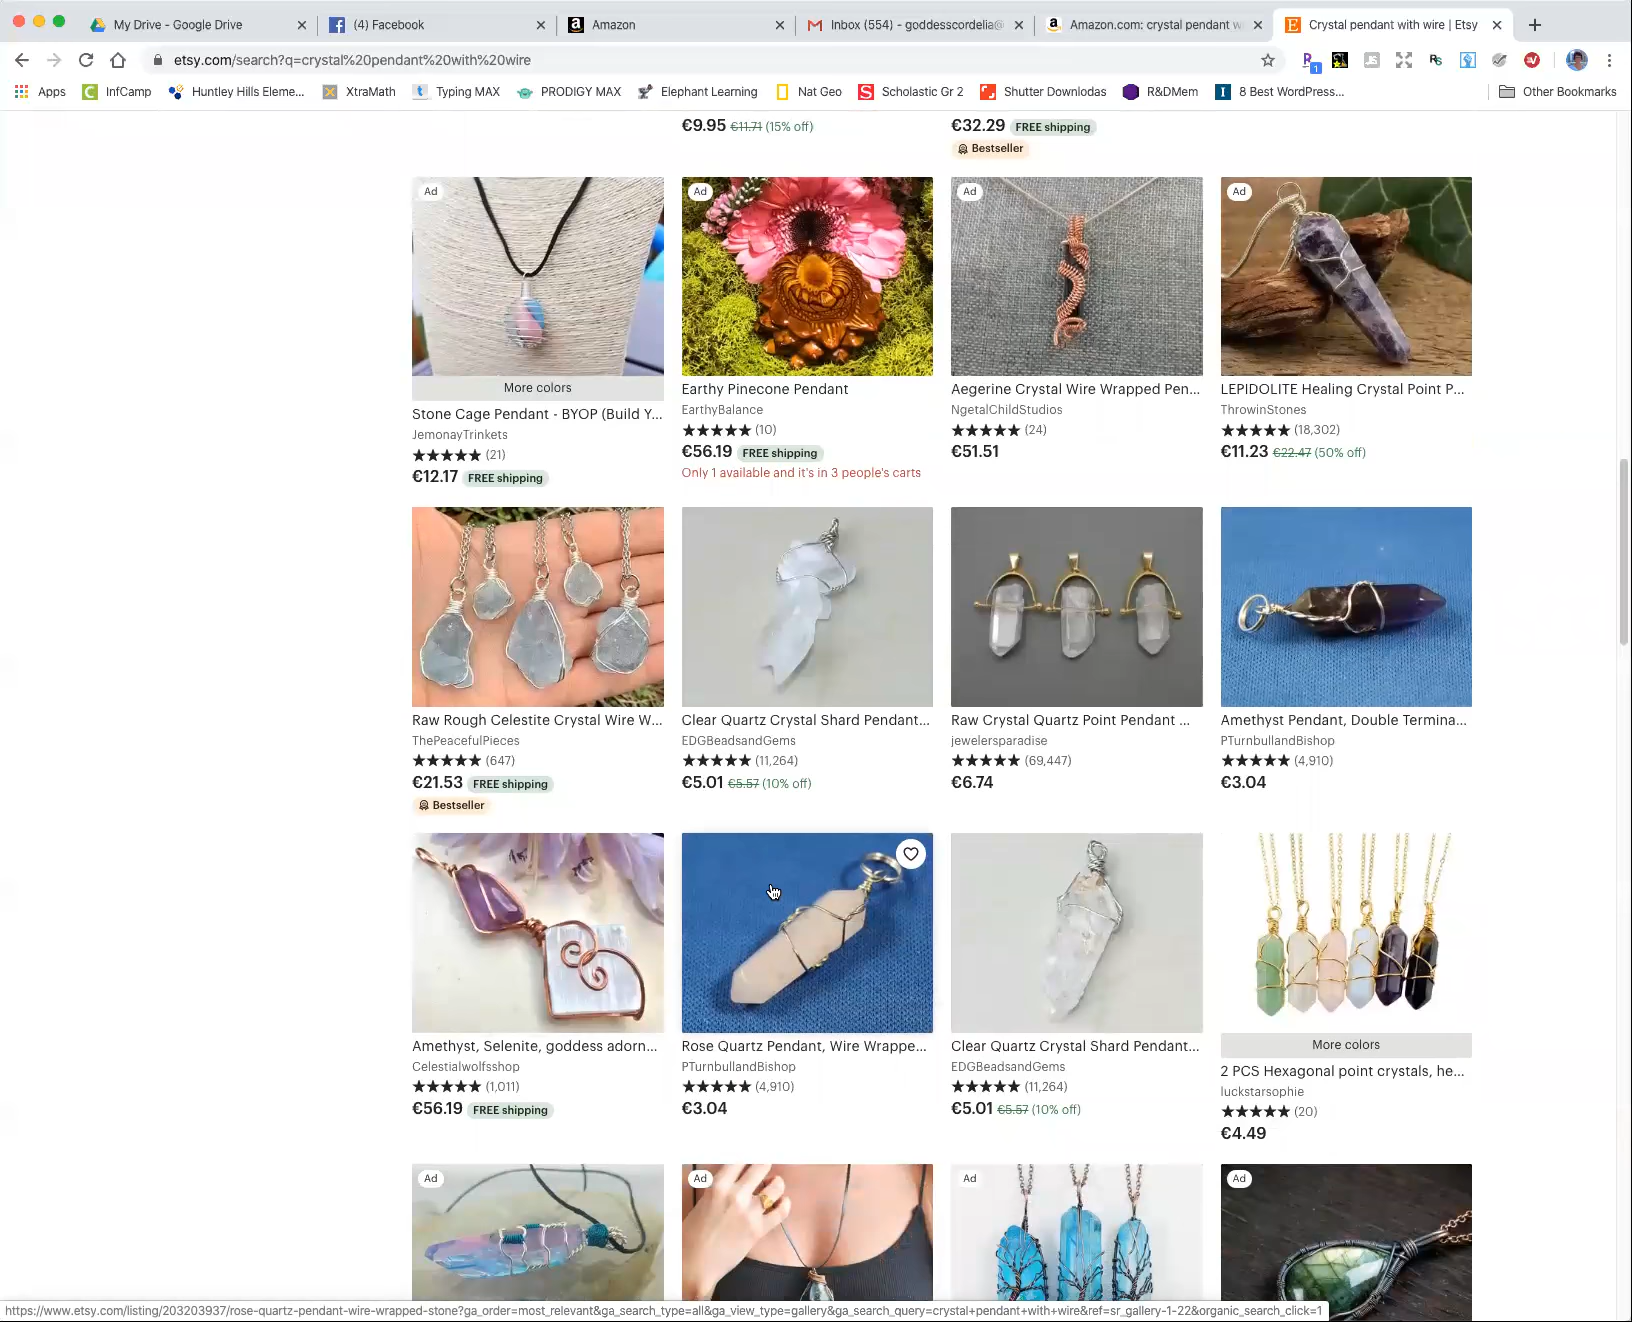 My Drive - Google Drive
(4) Facebook
Amazon
Inbox (554) - goddesscordelia@
Amazon.com: crystal pendant w
Crystal pendant with wire | Etsy
etsy.com/search?q=crystal%20pendant%20with%20wire
Apps
InfCamp
Huntley Hills Eleme...
XtraMath
Typing MAX
PRODIGY MAX
Elephant Learning
Nat Geo
Scholastic Gr 2
Shutter Downlodas
R&DMem
8 Best WordPress...
Other Bookmarks
€9.95 €11.71 (15% off)
€32.29 FREE shipping
Bestseller
Ad
Ad
Ad
Ad
More colors
Stone Cage Pendant - BYOP (Build Y...
JemonayTrinkets
★★★★★ (21)
€12.17 FREE shipping
Earthy Pinecone Pendant
EarthyBalance
★★★★★ (10)
€56.19 FREE shipping
Only 1 available and it's in 3 people's carts
Aegerine Crystal Wire Wrapped Pen...
NgetalChildStudios
★★★★★ (24)
€51.51
LEPIDOLITE Healing Crystal Point P...
ThrowinStones
★★★★★ (18,302)
€11.23 €22.47 (50% off)
Raw Rough Celestite Crystal Wire W...
ThePeacefulPieces
★★★★★ (647)
€21.53 FREE shipping
Bestseller
Clear Quartz Crystal Shard Pendant...
EDGBeadsandGems
★★★★★ (11,264)
€5.01 €5.57 (10% off)
Raw Crystal Quartz Point Pendant ...
jewelersparadise
★★★★★ (69,447)
€6.74
Amethyst Pendant, Double Termina...
PTurnbullandBishop
★★★★★ (4,910)
€3.04
Amethyst, Selenite, goddess adorn...
Celestialwolfsshop
★★★★★ (1,011)
€56.19 FREE shipping
Rose Quartz Pendant, Wire Wrappe...
PTurnbullandBishop
★★★★★ (4,910)
€3.04
Clear Quartz Crystal Shard Pendant...
EDGBeadsandGems
★★★★★ (11,264)
€5.01 €5.57 (10% off)
More colors
2 PCS Hexagonal point crystals, he...
luckstarsophie
★★★★★ (20)
€4.49
Ad
Ad
Ad
Ad
https://www.etsy.com/listing/203203937/rose-quartz-pendant-wire-wrapped-stone?ga_order=most_relevant&ga_search_type=all&ga_view_type=gallery&ga_search_query=crystal+pendant+with+wire&ref=sr_gallery-1-22&organic_search_click=1